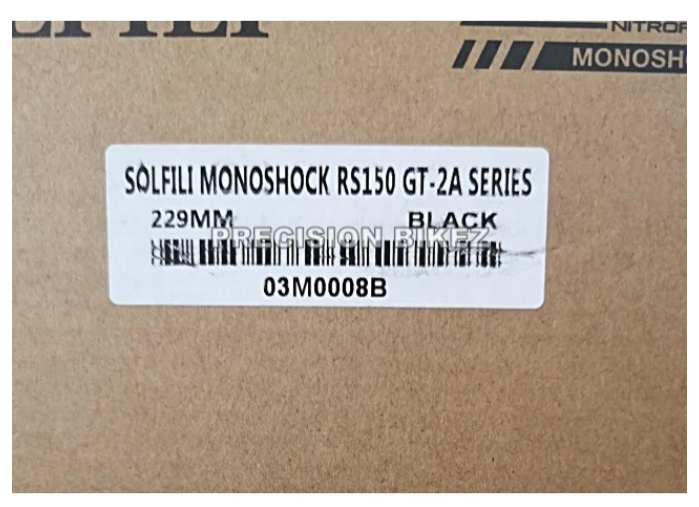 NITRO
MONOSH
SOLFILI MONOSHOCK RS150 GT-2A SERIES
229MM BLACK
PRECISION BIKEZ
03M0008B